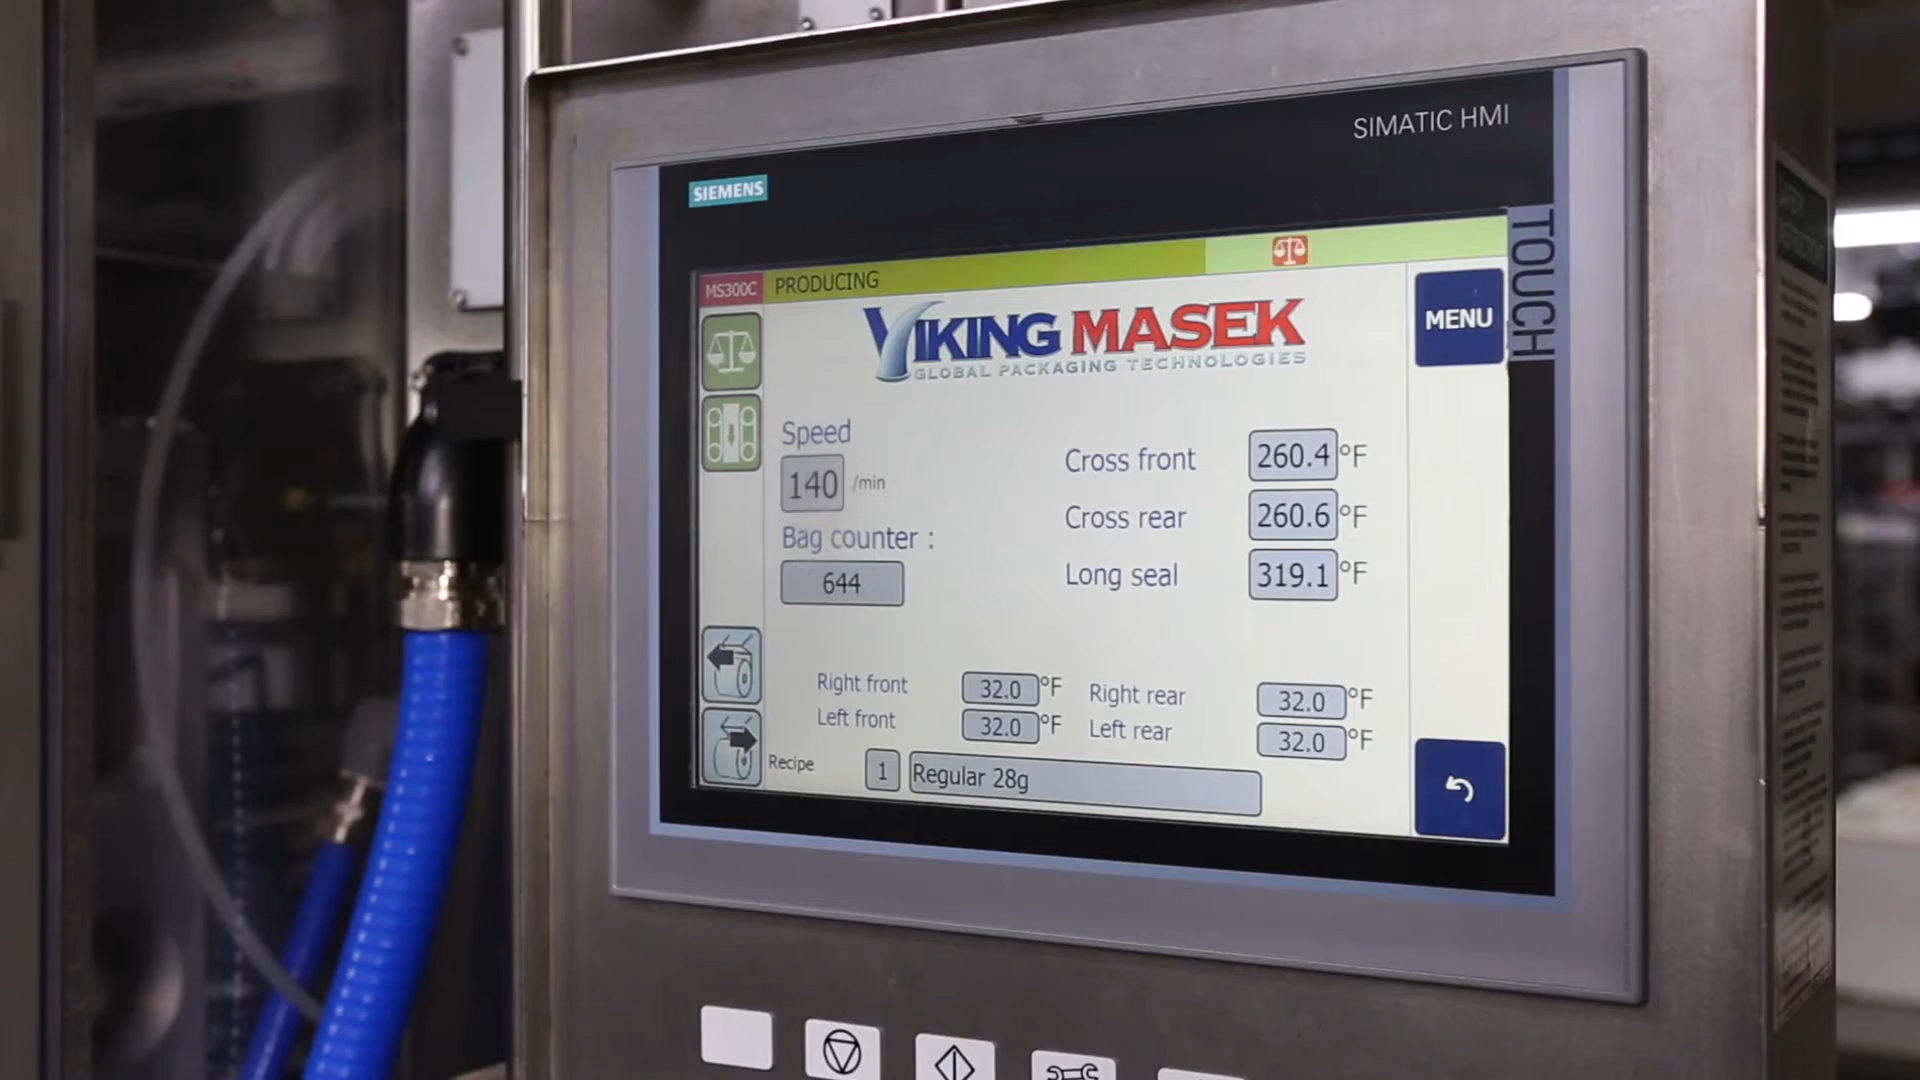 SIMATIC HMI
SIEMENS
TOUCH
MS300C PRODUCING
VIKING MASEK
GLOBAL PACKAGING TECHNOLOGIES
MENU
Speed
140 /min
Bag counter :
644
Cross front 260.4 °F
Cross rear 260.6 °F
Long seal 319.1 °F
Right front 32.0 °F Right rear 32.0 °F
Left front 32.0 °F Left rear 32.0 °F
Recipe 1 Regular 28g